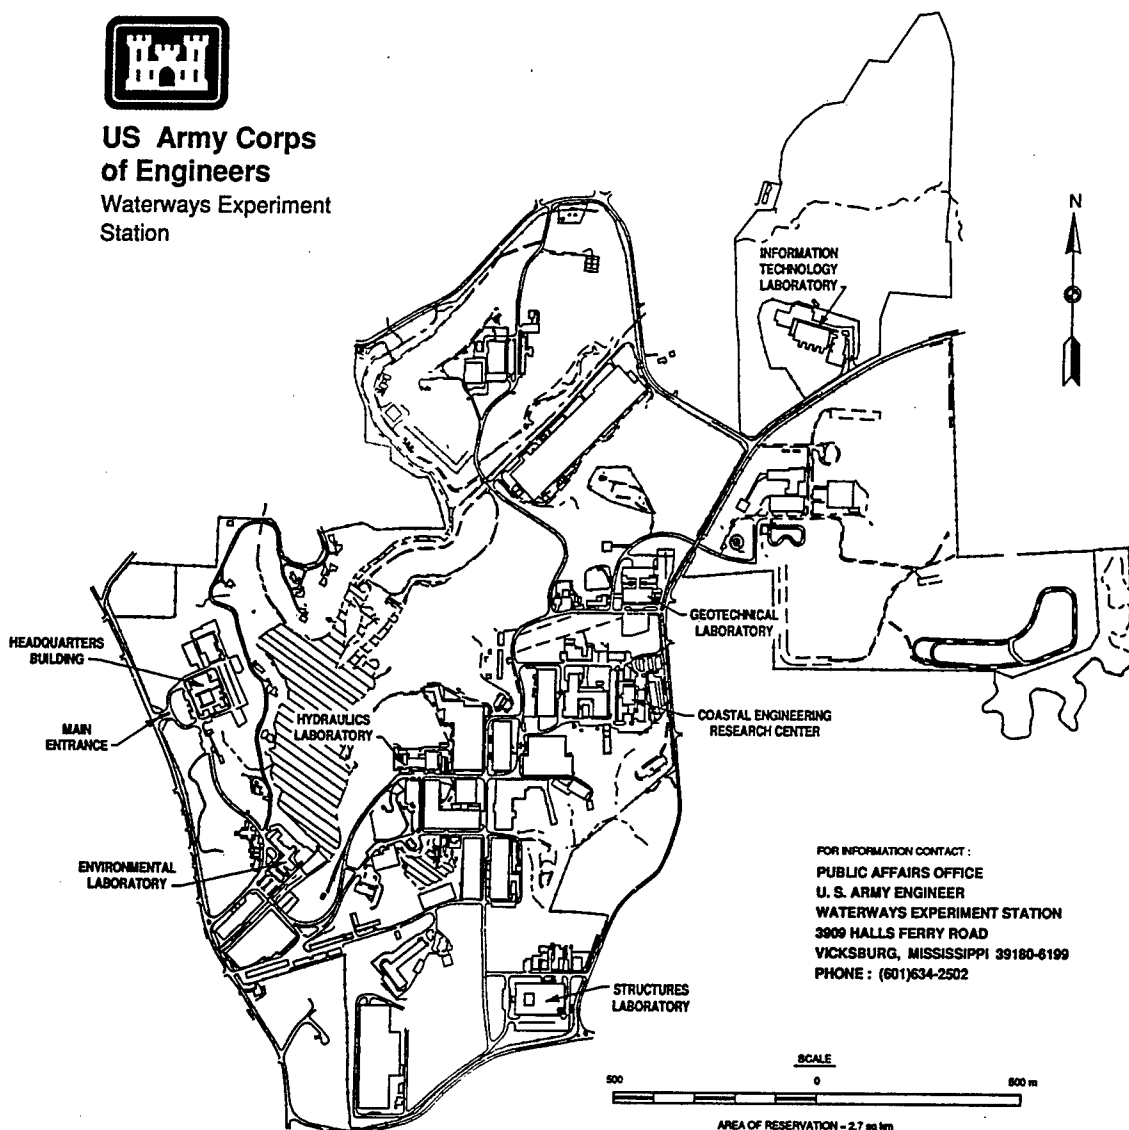 US Army Corps
of Engineers
Waterways Experiment
Station
N
INFORMATION
TECHNOLOGY
LABORATORY
GEOTECHNICAL
LABORATORY
HEADQUARTERS
BUILDING
MAIN
ENTRANCE
HYDRAULICS
LABORATORY
COASTAL ENGINEERING
RESEARCH CENTER
ENVIRONMENTAL
LABORATORY
STRUCTURES
LABORATORY
FOR INFORMATION CONTACT :
PUBLIC AFFAIRS OFFICE
U. S. ARMY ENGINEER
WATERWAYS EXPERIMENT STATION
3909 HALLS FERRY ROAD
VICKSBURG, MISSISSIPPI 39180-6199
PHONE : (601)634-2502
SCALE
500 0 500 m
AREA OF RESERVATION - 2.7 sq km